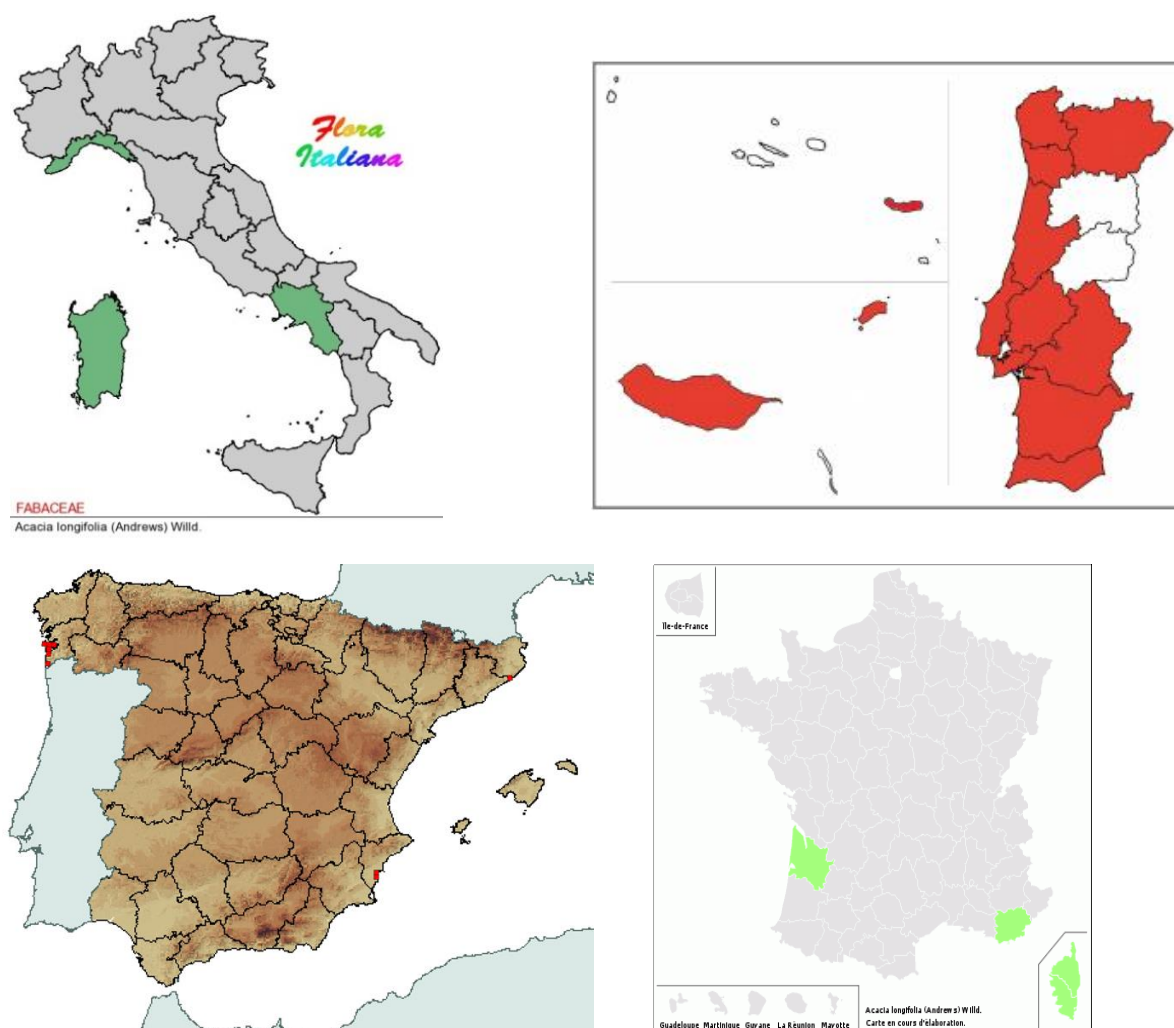 Flora
Italiana
FABACEAE
Acacia longifolia (Andrews) Willd.
Île-de-France
Guadeloupe Martinique Guyane La Réunion Mayotte
Acacia longifolia (Andrews) Willd.
Carte en cours d'élaboration.